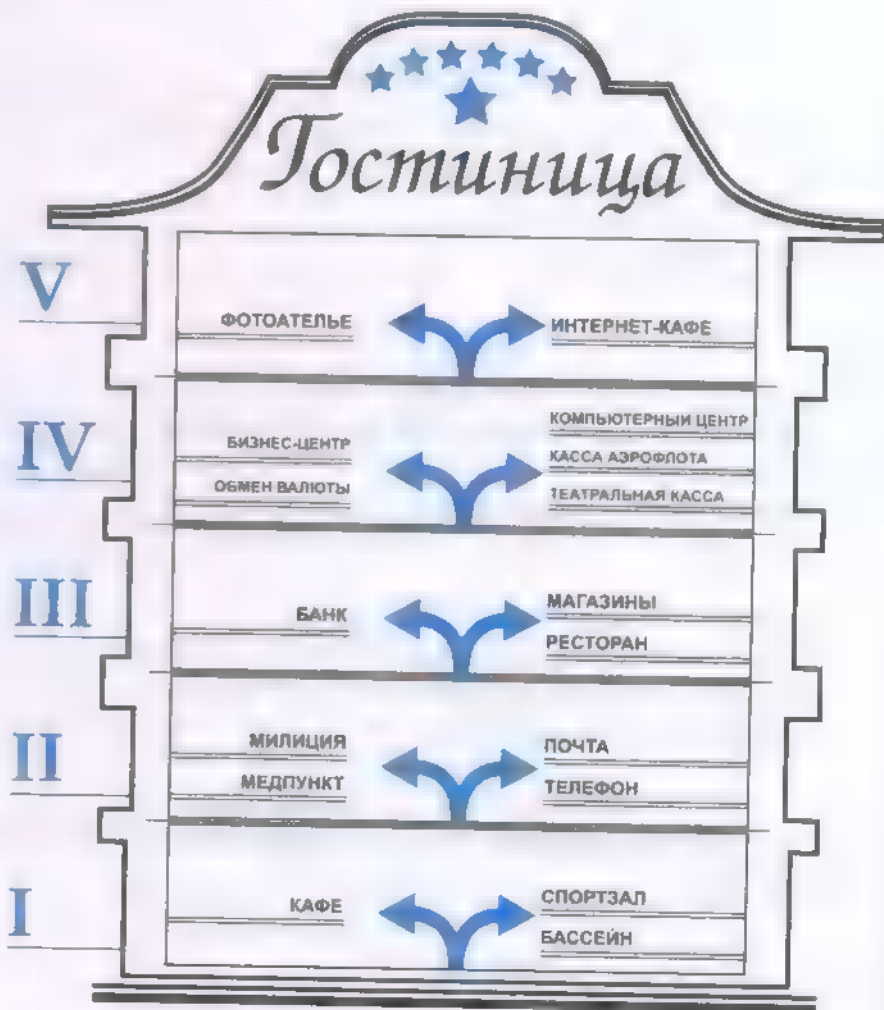 Гостиница
V
ФОТОАТЕЛЬЕ
ИНТЕРНЕТ-КАФЕ
IV
БИЗНЕС-ЦЕНТР
ОБМЕН ВАЛЮТЫ
КОМПЬЮТЕРНЫЙ ЦЕНТР
КАССА АЭРОФЛОТА
ТЕАТРАЛЬНАЯ КАССА
III
БАНК
МАГАЗИНЫ
РЕСТОРАН
II
МИЛИЦИЯ
МЕДПУНКТ
ПОЧТА
ТЕЛЕФОН
I
КАФЕ
СПОРТЗАЛ
БАССЕЙН